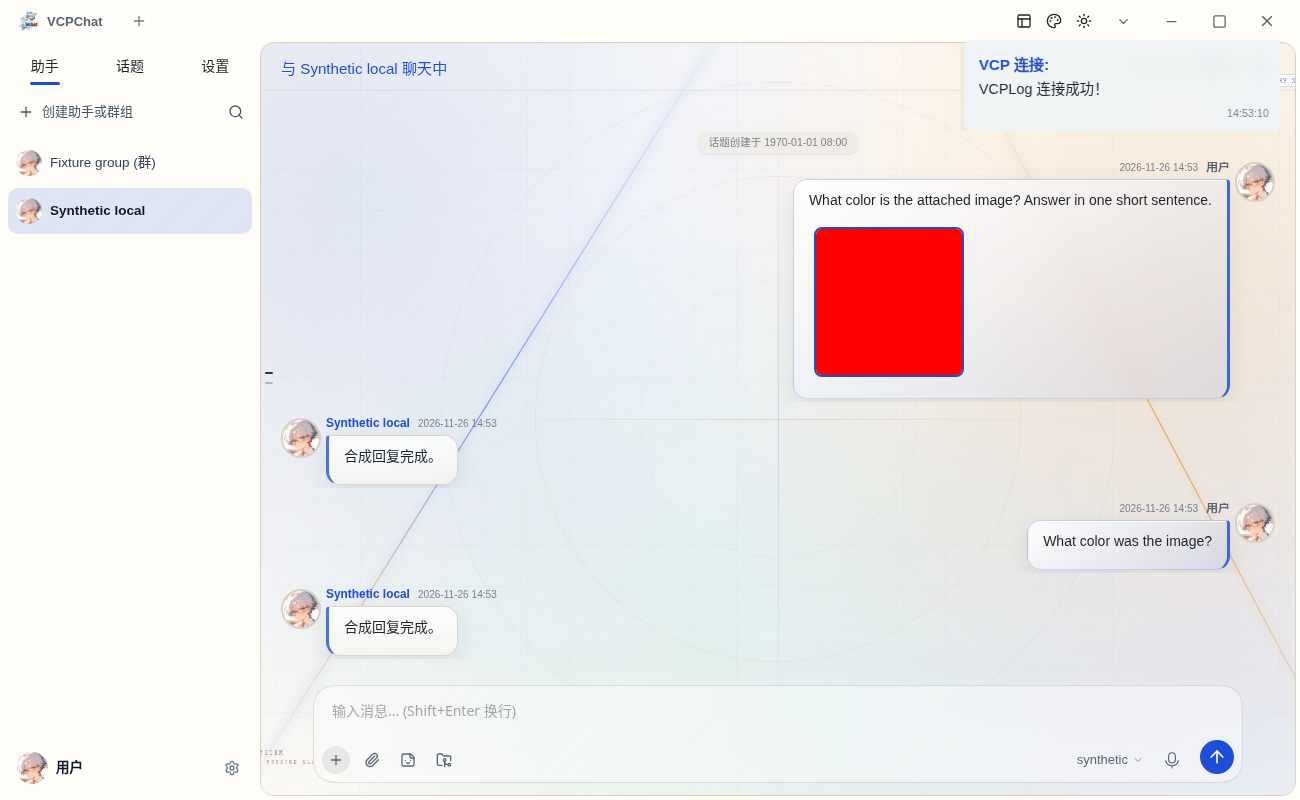 VCPChat
助手
话题
设置
创建助手或群组
Fixture group (群)
Synthetic local
用户
与 Synthetic local 聊天中
VCP 连接:
VCPLog 连接成功!
14:53:10
话题创建于 1970-01-01 08:00
2026-11-26 14:53 用户
What color is the attached image? Answer in one short sentence.
Synthetic local 2026-11-26 14:53
合成回复完成。
2026-11-26 14:53 用户
What color was the image?
Synthetic local 2026-11-26 14:53
合成回复完成。
输入消息... (Shift+Enter 换行)
synthetic